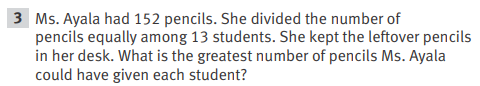 3 Ms. Ayala had 152 pencils. She divided the number of
pencils equally among 13 students. She kept the leftover pencils
in her desk. What is the greatest number of pencils Ms. Ayala
could have given each student?